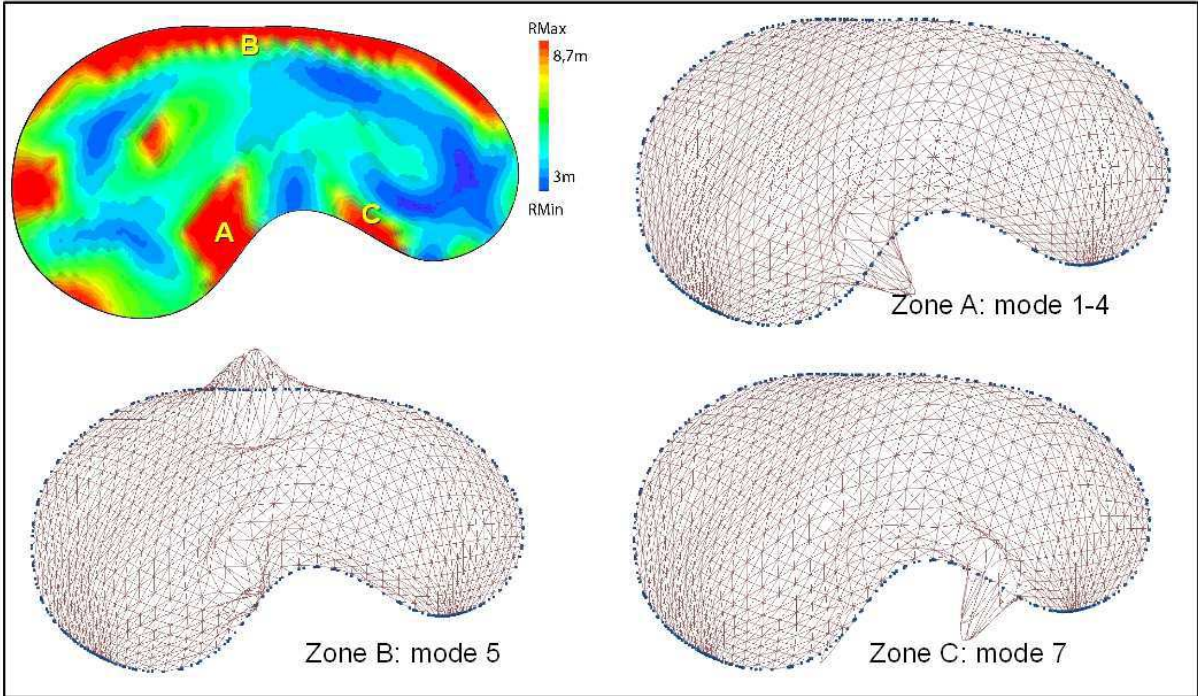 RMax
8,7m
3m
RMin
B
A
C
Zone A: mode 1-4
Zone B: mode 5
Zone C: mode 7